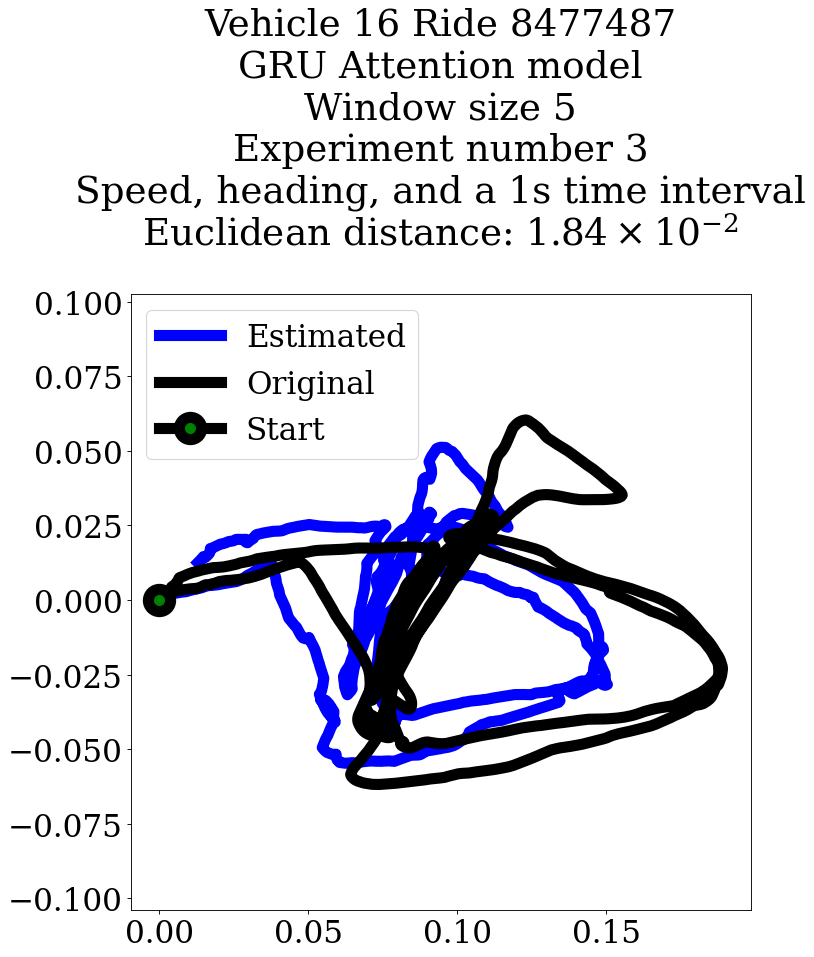 Vehicle 16 Ride 8477487
GRU Attention model
Window size 5
Experiment number 3
Speed, heading, and a 1s time interval
Euclidean distance: 1.84 × 10⁻²
Estimated
Original
Start
0.100
0.075
0.050
0.025
0.000
−0.025
−0.050
−0.075
−0.100
0.00 0.05 0.10 0.15